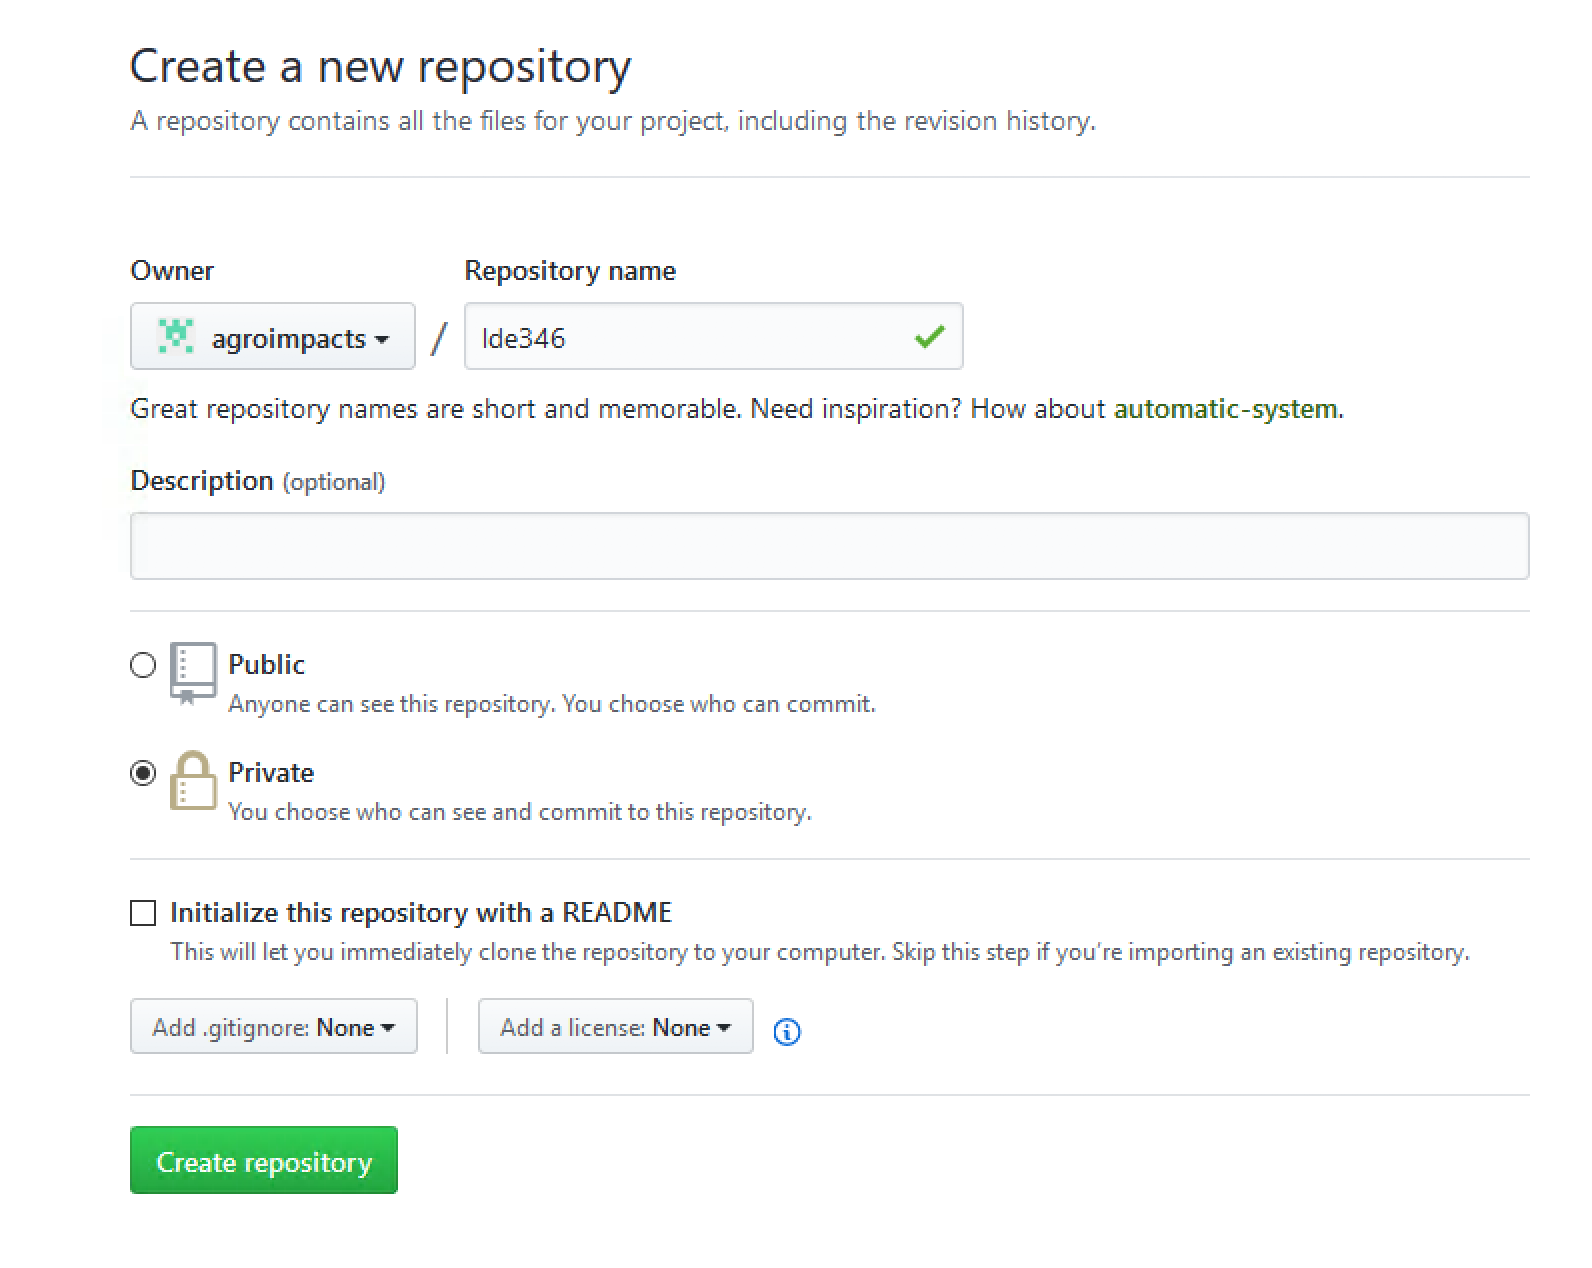 Create a new repository
A repository contains all the files for your project, including the revision history.
Owner
Repository name
agroimpacts
/
lde346
Great repository names are short and memorable. Need inspiration? How about automatic-system.
Description (optional)
Public
Anyone can see this repository. You choose who can commit.
Private
You choose who can see and commit to this repository.
Initialize this repository with a README
This will let you immediately clone the repository to your computer. Skip this step if you’re importing an existing repository.
Add .gitignore: None
Add a license: None
Create repository